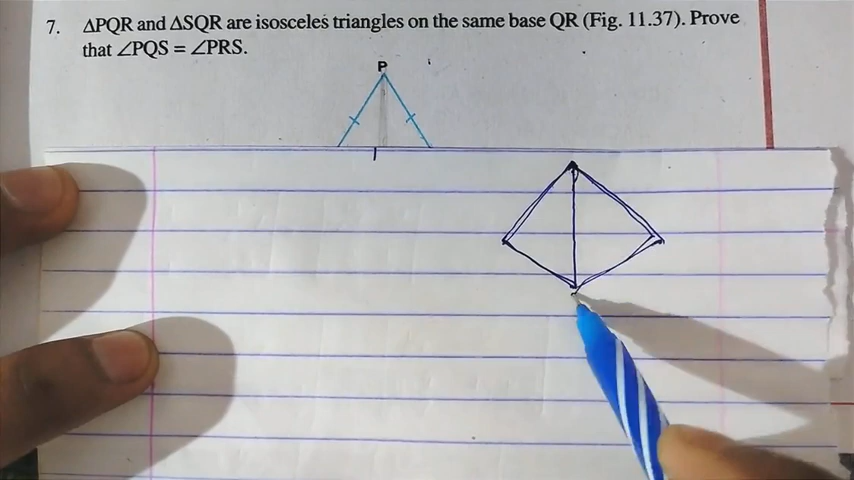 7. ΔPQR and ΔSQR are isosceles triangles on the same base QR (Fig. 11.37). Prove
that ∠PQS = ∠PRS.
P